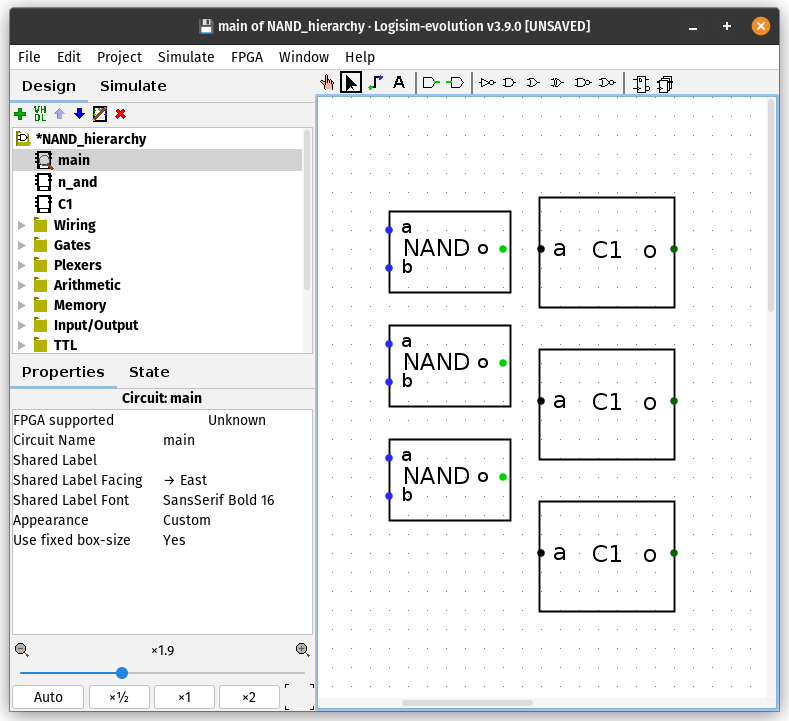 main of NAND_hierarchy · Logisim-evolution v3.9.0 [UNSAVED]
File Edit Project Simulate FPGA Window Help
Design Simulate
A
VH
DL
*NAND_hierarchy
main
n_and
C1
Wiring
Gates
Plexers
Arithmetic
Memory
Input/Output
TTL
Properties State
Circuit: main
FPGA supported Unknown
Circuit Name main
Shared Label
Shared Label Facing → East
Shared Label Font SansSerif Bold 16
Appearance Custom
Use fixed box-size Yes
×1.9
Auto ×½ ×1 ×2
a
NAND o
b
a C1 o
a
NAND o
b
a C1 o
a
NAND o
b
a C1 o